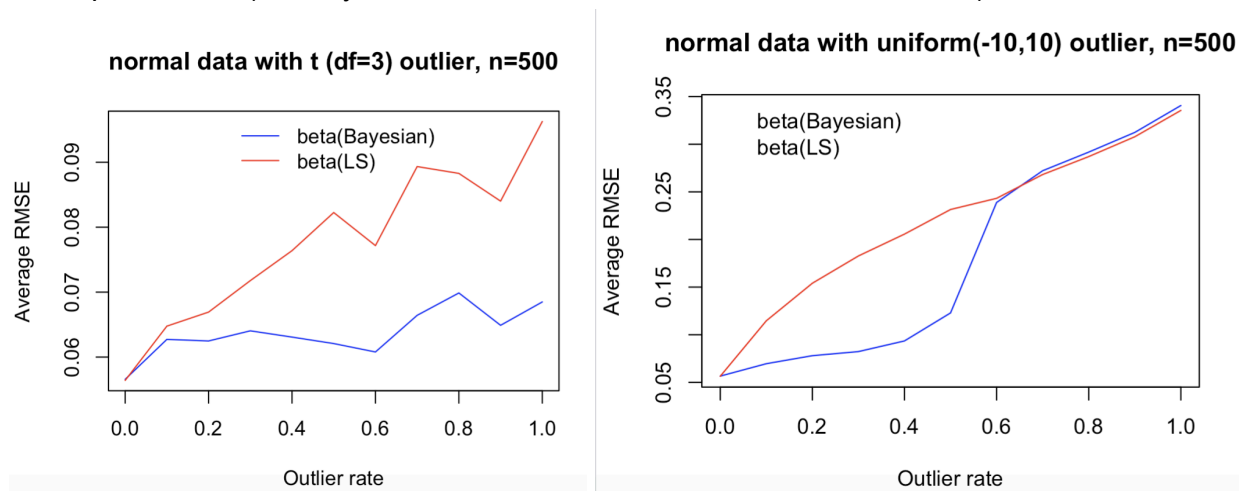 normal data with t (df=3) outlier, n=500
beta(Bayesian)
beta(LS)
Average RMSE
0.09
0.08
0.07
0.06
0.0 0.2 0.4 0.6 0.8 1.0
Outlier rate
normal data with uniform(-10,10) outlier, n=500
beta(Bayesian)
beta(LS)
Average RMSE
0.35
0.25
0.15
0.05
0.0 0.2 0.4 0.6 0.8 1.0
Outlier rate